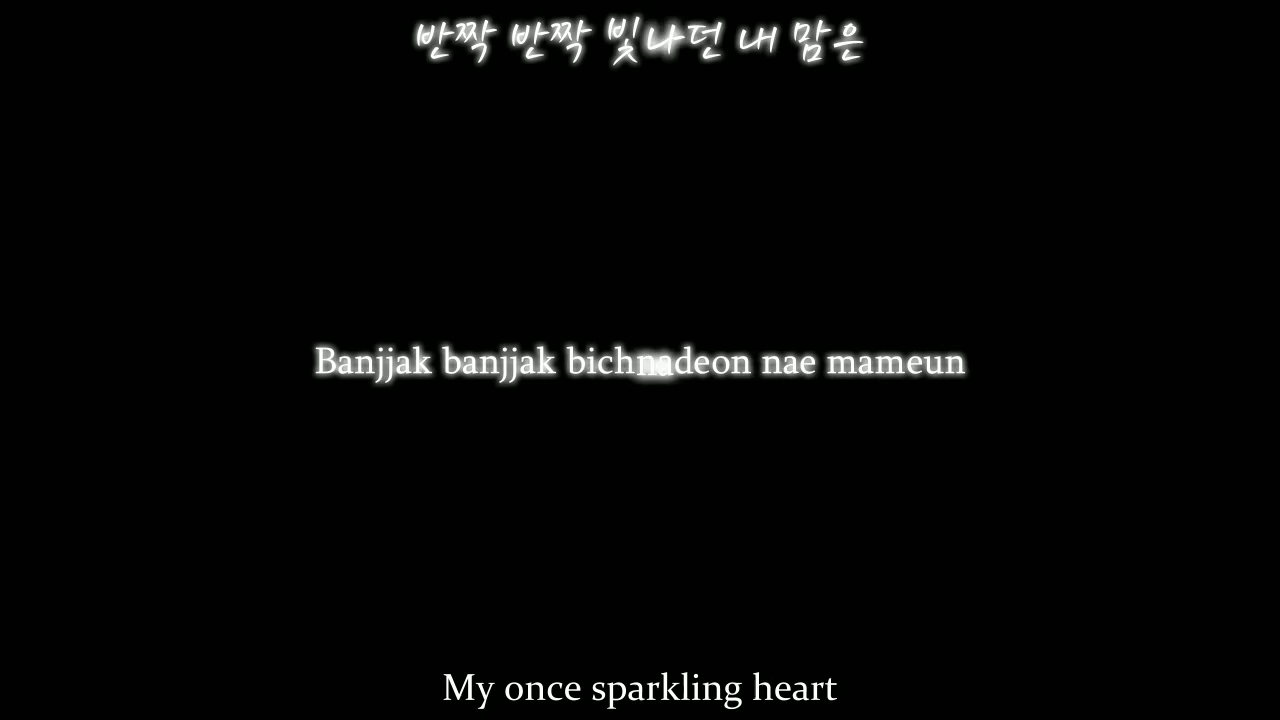 반짝 반짝 빛나던 내 맘은
Banjjak banjjak bichnadeon nae mameun
My once sparkling heart